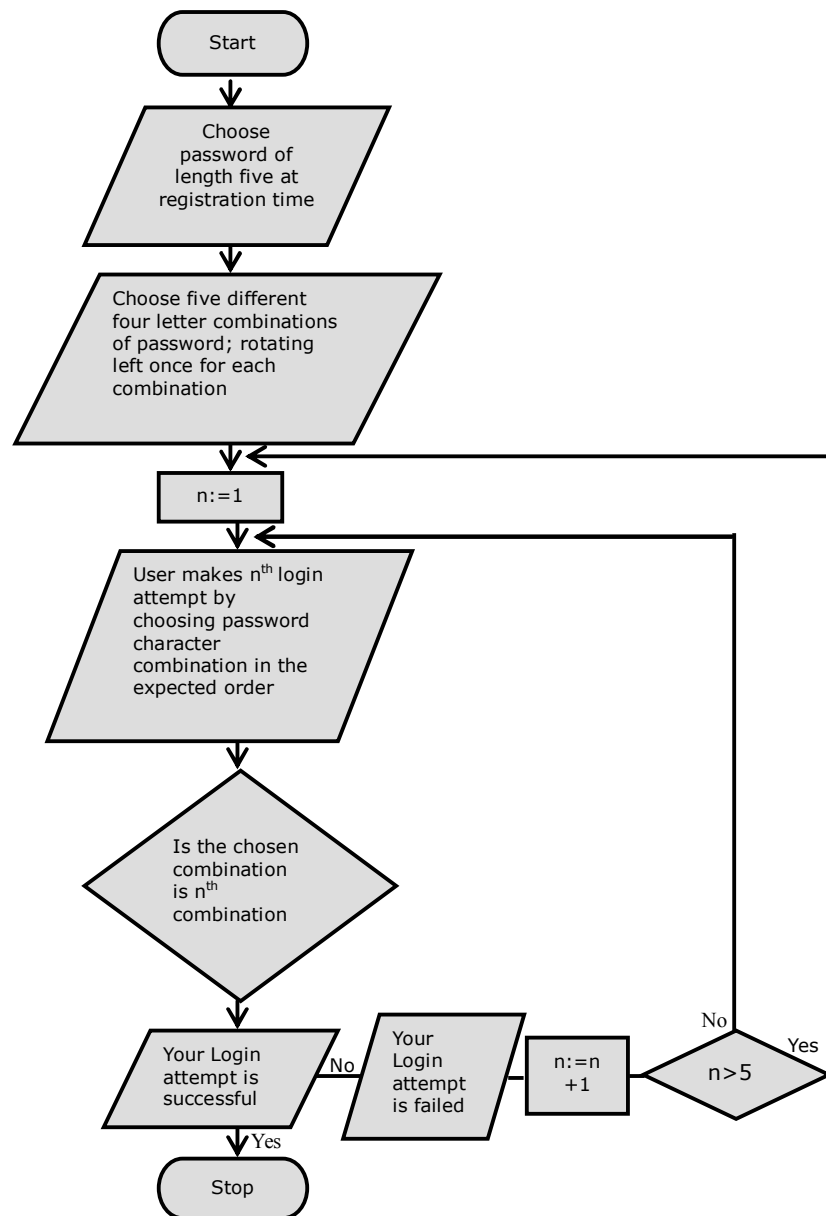 Start
Choose
password of
length five at
registration time
Choose five different
four letter combinations
of password; rotating
left once for each
combination
n:=1
User makes nth login
attempt by
choosing password
character
combination in the
expected order
Is the chosen
combination
is nth
combination
Your Login
attempt is
successful
No
Your
Login
attempt
is failed
n:=n
+1
No
n>5
Yes
Yes
Stop